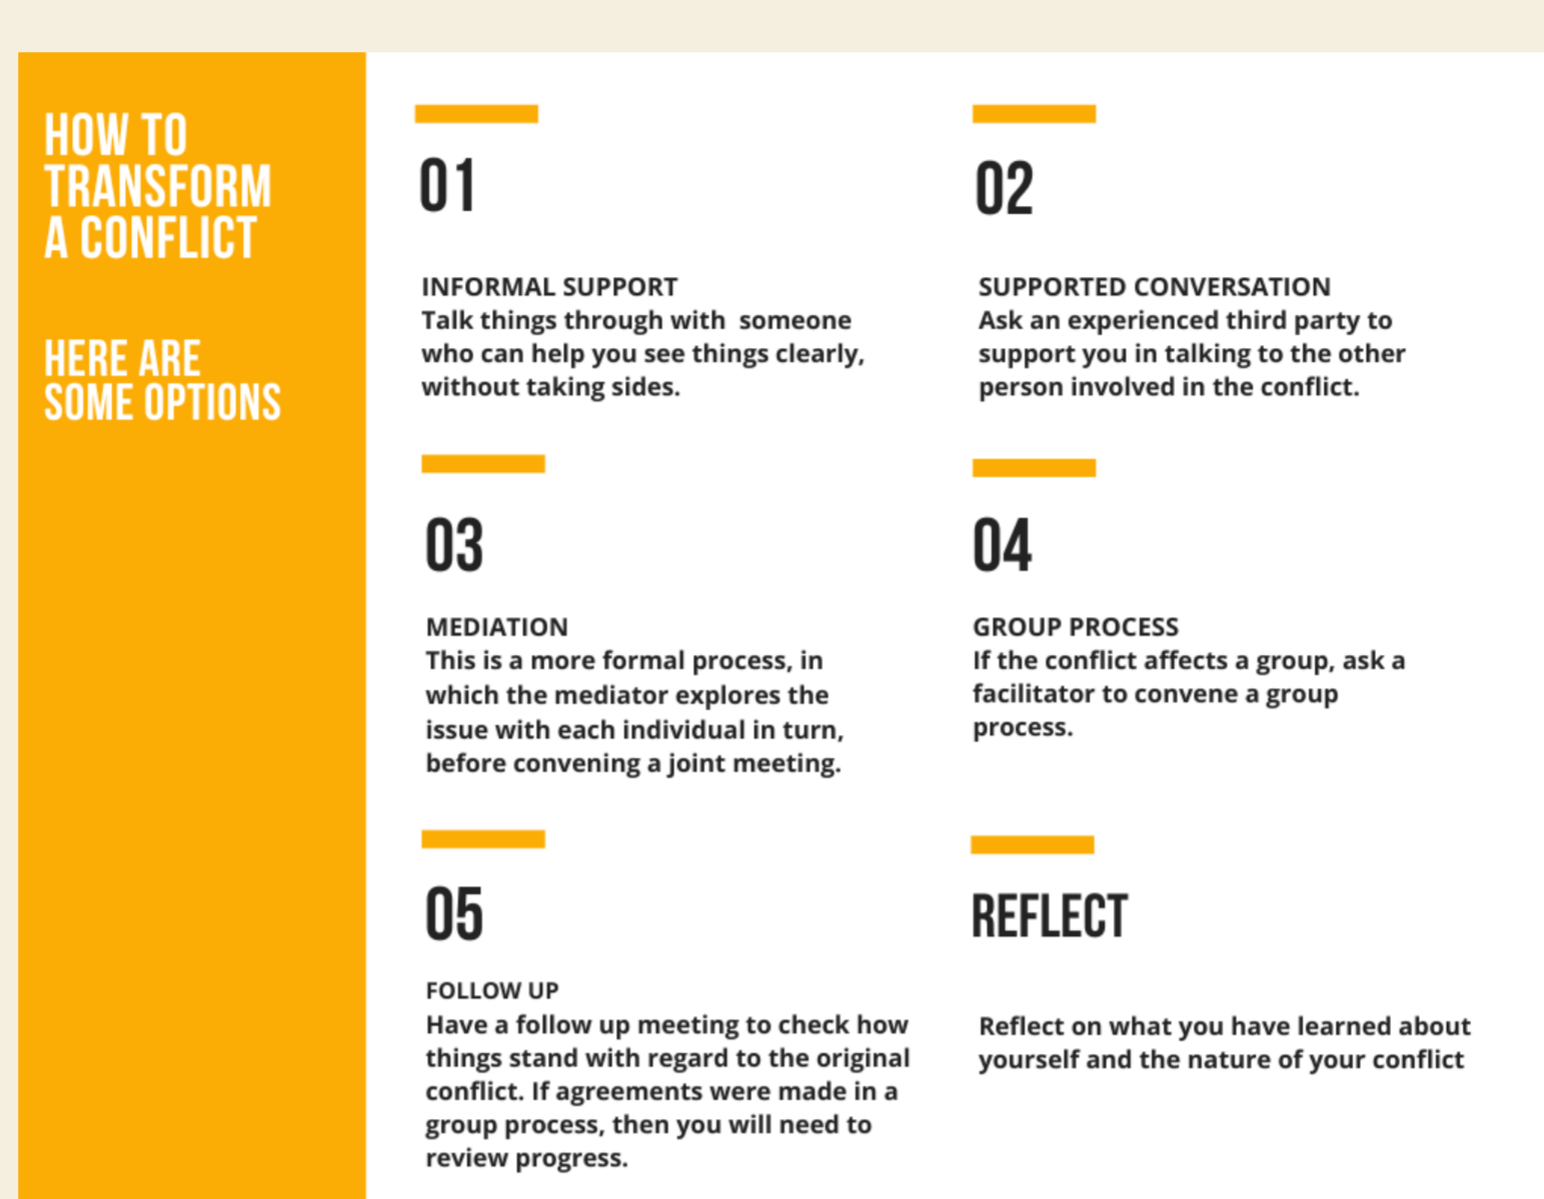 HOW TO
TRANSFORM
A CONFLICT
HERE ARE
SOME OPTIONS
01
INFORMAL SUPPORT
Talk things through with  someone
who can help you see things clearly,
without taking sides.
02
SUPPORTED CONVERSATION
Ask an experienced third party to
support you in talking to the other
person involved in the conflict.
03
MEDIATION
This is a more formal process, in
which the mediator explores the
issue with each individual in turn,
before convening a joint meeting.
04
GROUP PROCESS
If the conflict affects a group, ask a
facilitator to convene a group
process.
05
FOLLOW UP
Have a follow up meeting to check how
things stand with regard to the original
conflict. If agreements were made in a
group process, then you will need to
review progress.
REFLECT
Reflect on what you have learned about
yourself and the nature of your conflict